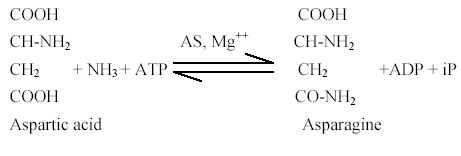 COOH
CH-NH₂
CH₂ + NH₃ + ATP
COOH
Aspartic acid
AS, Mg⁺⁺
COOH
CH-NH₂
CH₂ +ADP + iP
CO-NH₂
Asparagine